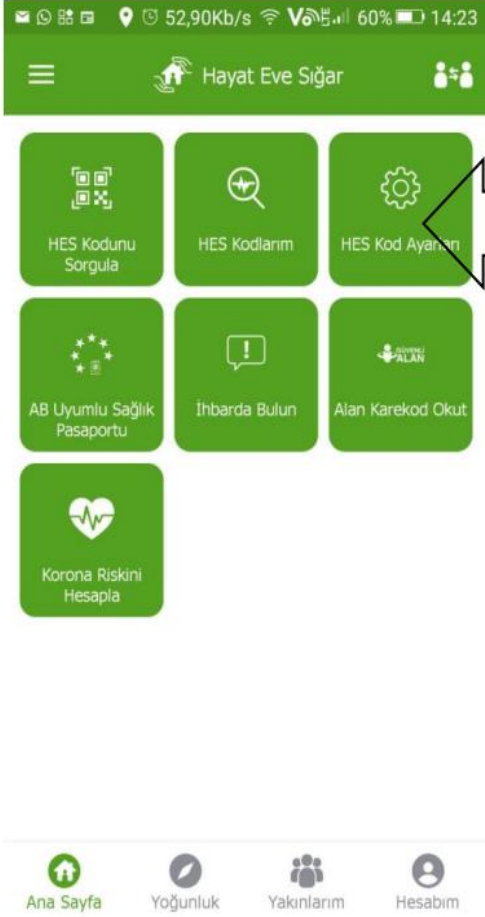 52,90Kb/s 60% 14:23
Hayat Eve Sığar
HES Kodunu
Sorgula
HES Kodlarım
HES Kod Ayarları
AB Uyumlu Sağlık
Pasaportu
İhbarda Bulun
GÜVENLİ
ALAN
Alan Karekod Okut
Korona Riskini
Hesapla
Ana Sayfa Yoğunluk Yakınlarım Hesabım